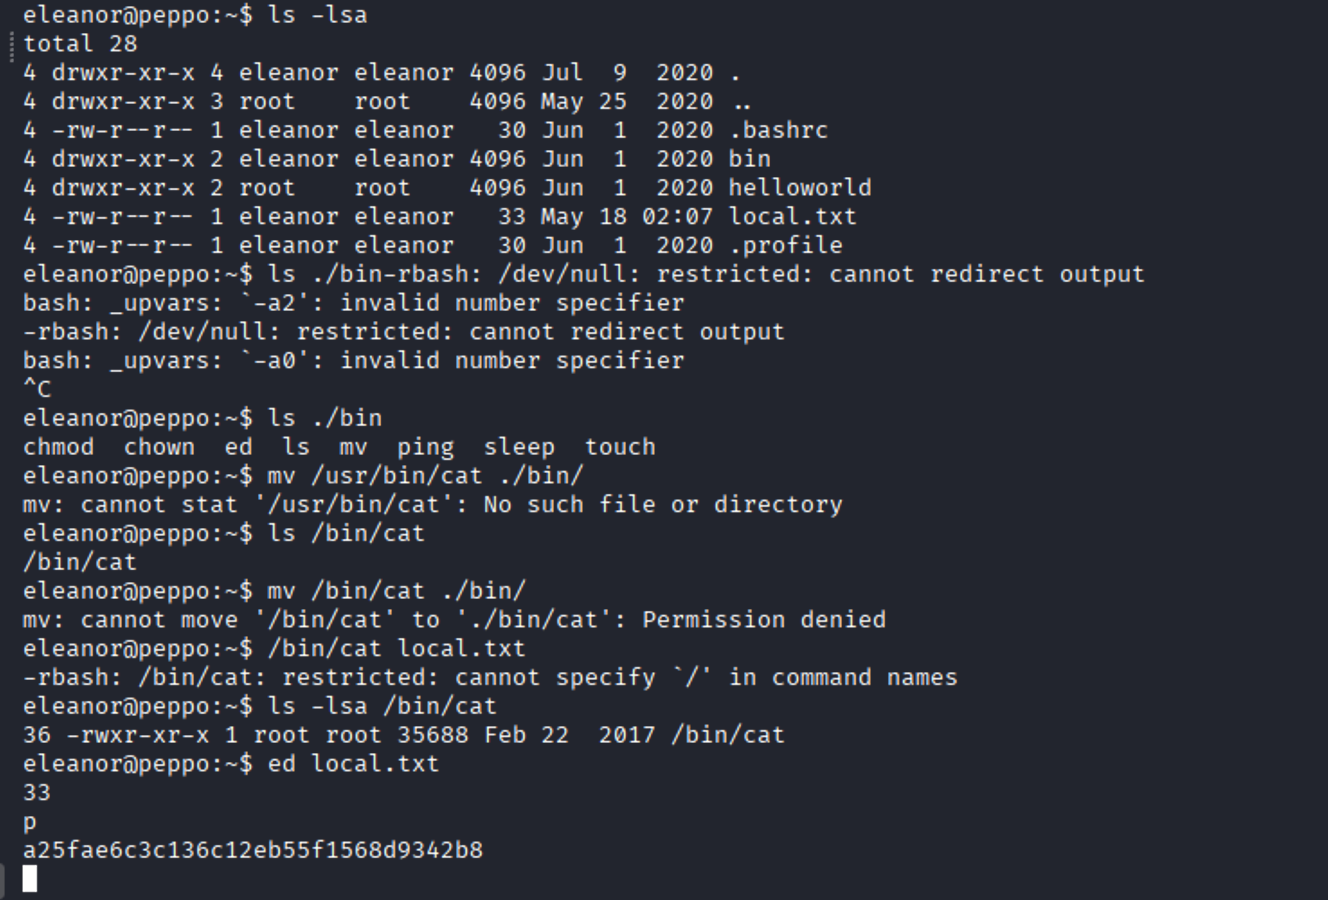 eleanor@peppo:~$ ls -lsa
total 28
4 drwxr-xr-x 4 eleanor eleanor 4096 Jul  9  2020 .
4 drwxr-xr-x 3 root    root    4096 May 25  2020 ..
4 -rw-r--r-- 1 eleanor eleanor   30 Jun  1  2020 .bashrc
4 drwxr-xr-x 2 eleanor eleanor 4096 Jun  1  2020 bin
4 drwxr-xr-x 2 root    root    4096 Jun  1  2020 helloworld
4 -rw-r--r-- 1 eleanor eleanor   33 May 18 02:07 local.txt
4 -rw-r--r-- 1 eleanor eleanor   30 Jun  1  2020 .profile
eleanor@peppo:~$ ls ./bin-rbash: /dev/null: restricted: cannot redirect output
bash: _upvars: `-a2': invalid number specifier
-rbash: /dev/null: restricted: cannot redirect output
bash: _upvars: `-a0': invalid number specifier
^C
eleanor@peppo:~$ ls ./bin
chmod  chown  ed  ls  mv  ping  sleep  touch
eleanor@peppo:~$ mv /usr/bin/cat ./bin/
mv: cannot stat '/usr/bin/cat': No such file or directory
eleanor@peppo:~$ ls /bin/cat
/bin/cat
eleanor@peppo:~$ mv /bin/cat ./bin/
mv: cannot move '/bin/cat' to './bin/cat': Permission denied
eleanor@peppo:~$ /bin/cat local.txt
-rbash: /bin/cat: restricted: cannot specify `/' in command names
eleanor@peppo:~$ ls -lsa /bin/cat
36 -rwxr-xr-x 1 root root 35688 Feb 22  2017 /bin/cat
eleanor@peppo:~$ ed local.txt
33
p
a25fae6c3c136c12eb55f1568d9342b8